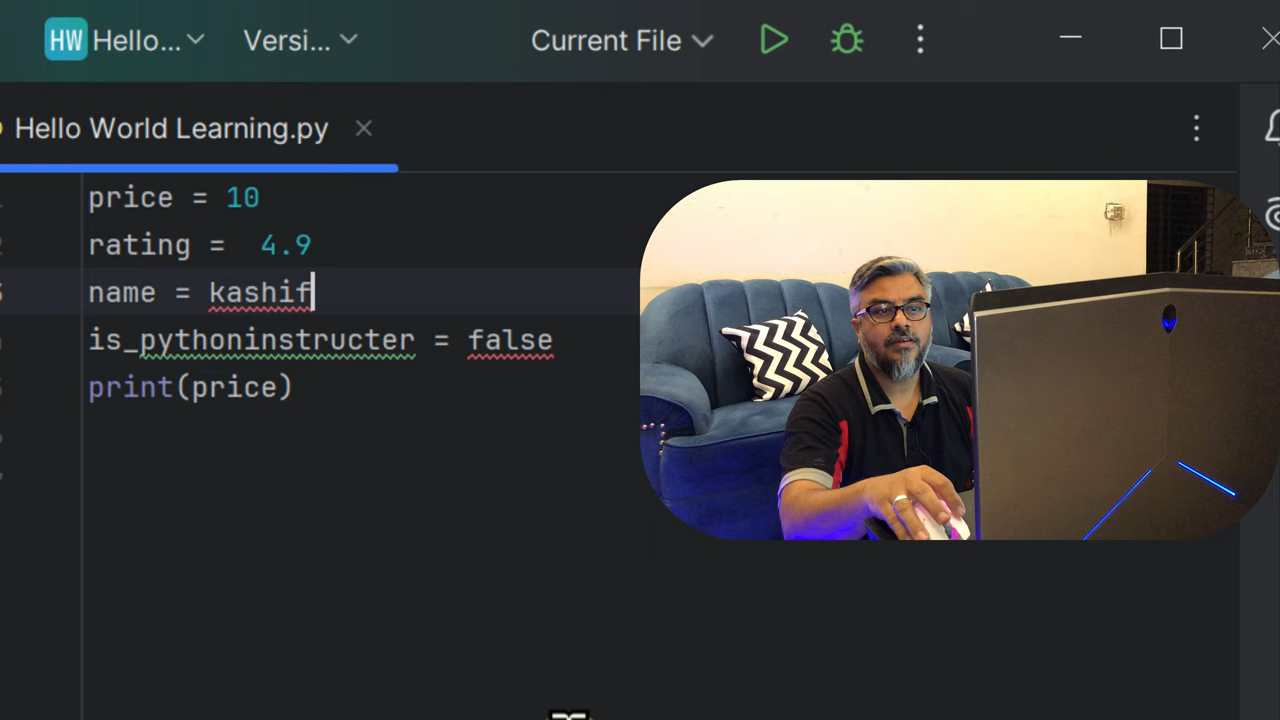 HW Hello... Versi... Current File
Hello World Learning.py
price = 10
rating =  4.9
name = kashif
is_pythoninstructer = false
print(price)